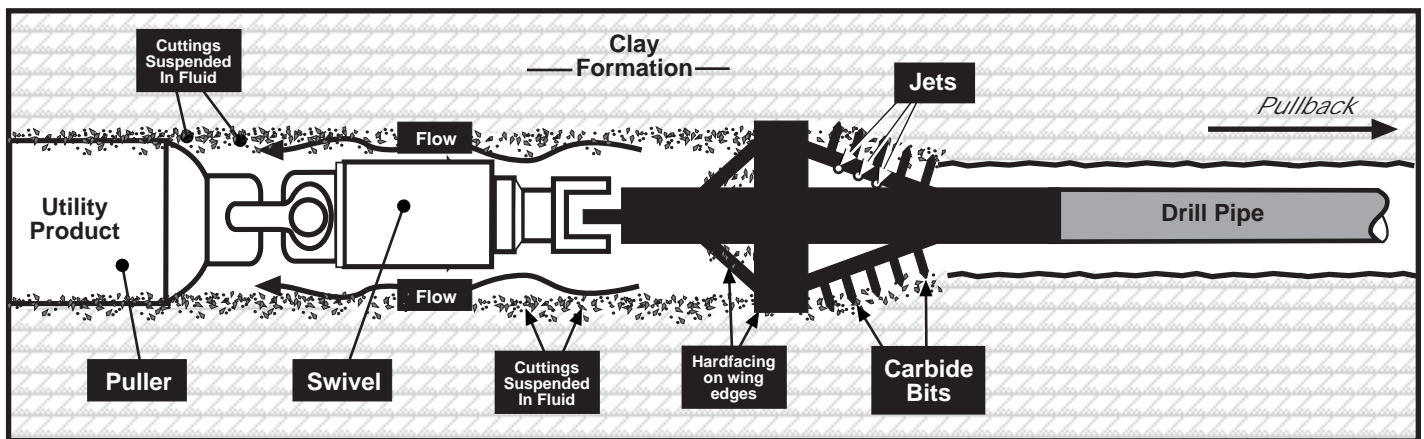 Cuttings
Suspended
In Fluid
Clay
Formation
Jets
Pullback
Flow
Utility
Product
Drill Pipe
Flow
Puller
Swivel
Cuttings
Suspended
In Fluid
Hardfacing
on wing
edges
Carbide
Bits